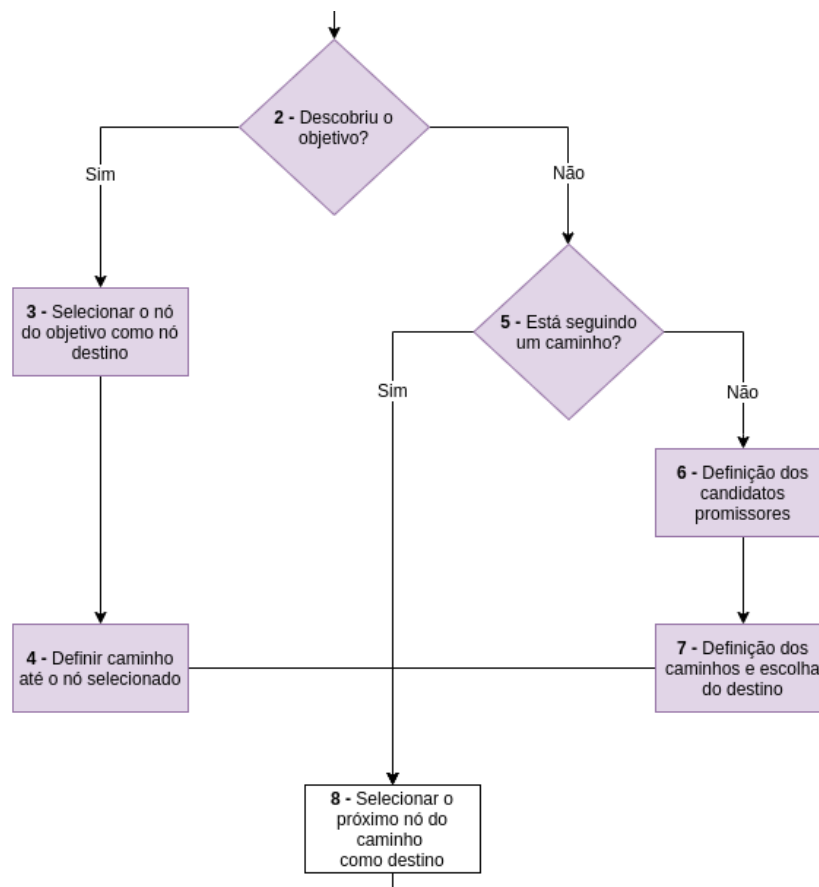 2 - Descobriu o
objetivo?
Sim
Não
3 - Selecionar o nó
do objetivo como nó
destino
5 - Está seguindo
um caminho?
Sim
Não
6 - Definição dos
candidatos
promissores
4 - Definir caminho
até o nó selecionado
7 - Definição dos
caminhos e escolha
do destino
8 - Selecionar o
próximo nó do
caminho
como destino